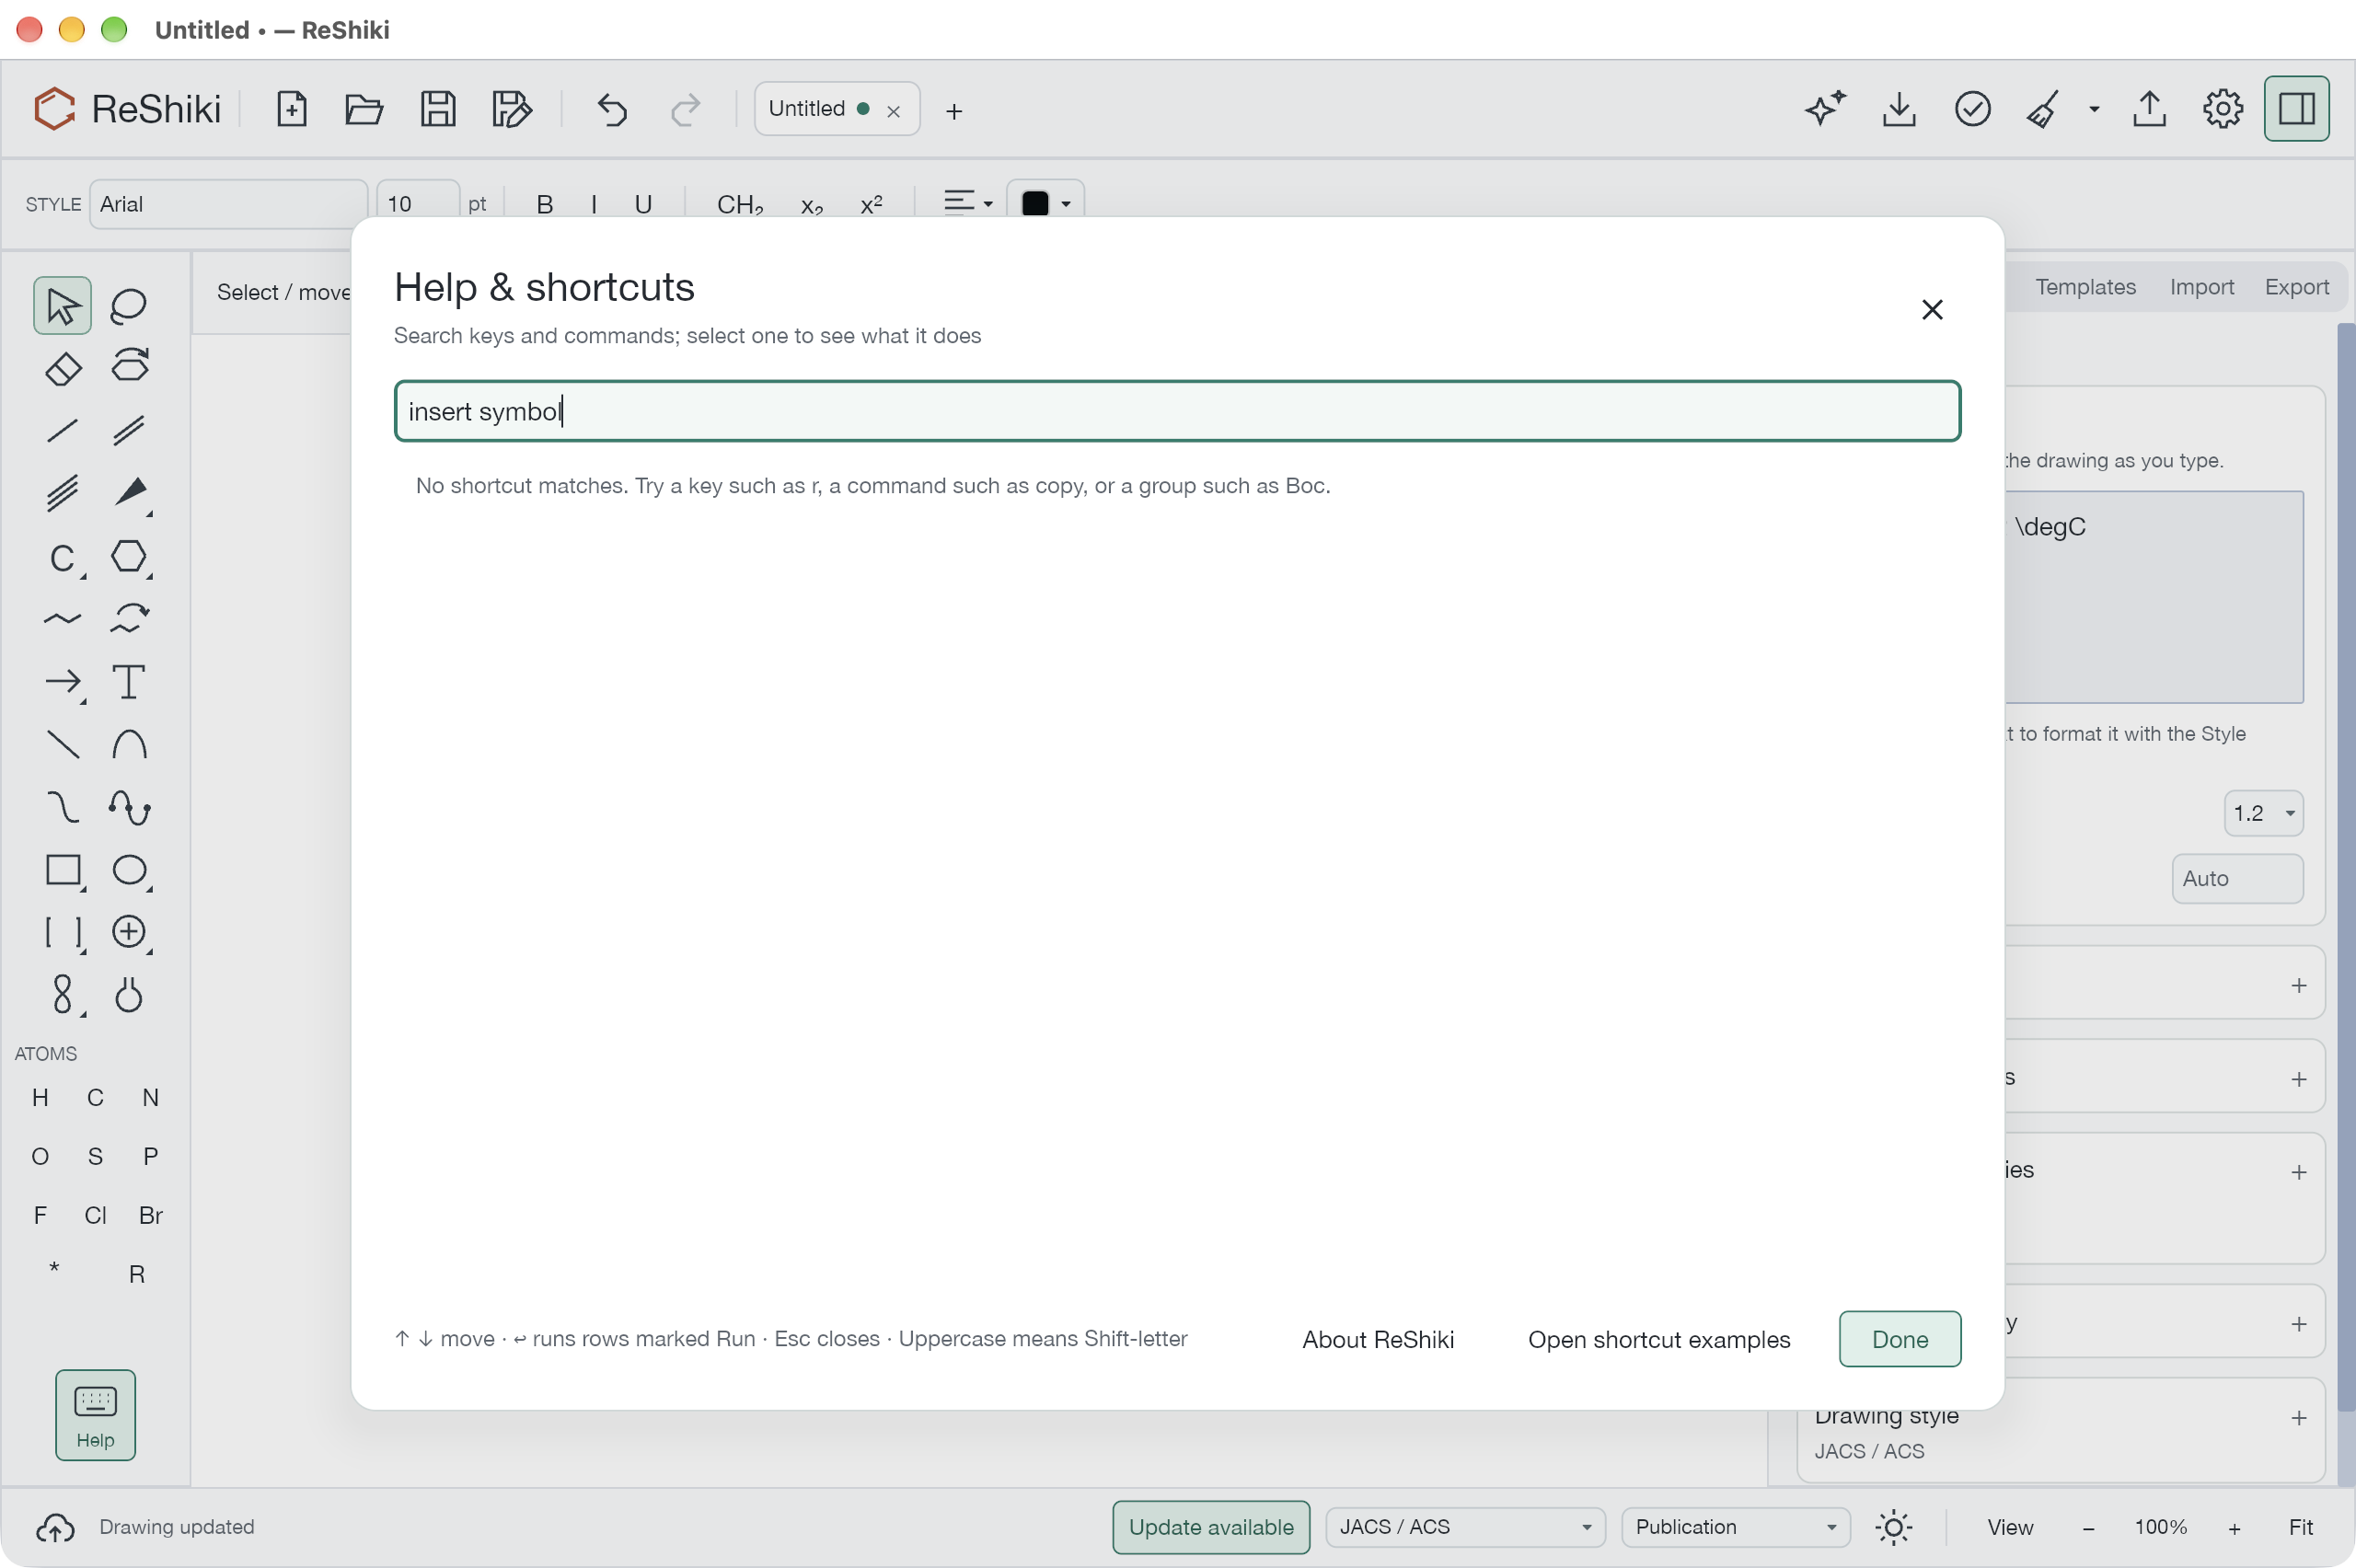 Untitled • — ReShiki
ReShiki
Untitled
STYLE
Arial
10
pt
B
I
U
CH₂
x₂
x²
Select / move
Templates
Import
Export
Help & shortcuts
Search keys and commands; select one to see what it does
insert symbol
No shortcut matches. Try a key such as r, a command such as copy, or a group such as Boc.
the drawing as you type.
\degC
t to format it with the Style
1.2
Auto
C
T
ATOMS
H C N
O S P
F Cl Br
* R
s
ies
y
↑ ↓ move · ↩ runs rows marked Run · Esc closes · Uppercase means Shift-letter
About ReShiki
Open shortcut examples
Done
Help
Drawing style
JACS / ACS
Drawing updated
Update available
JACS / ACS
Publication
View
− 100% +
Fit